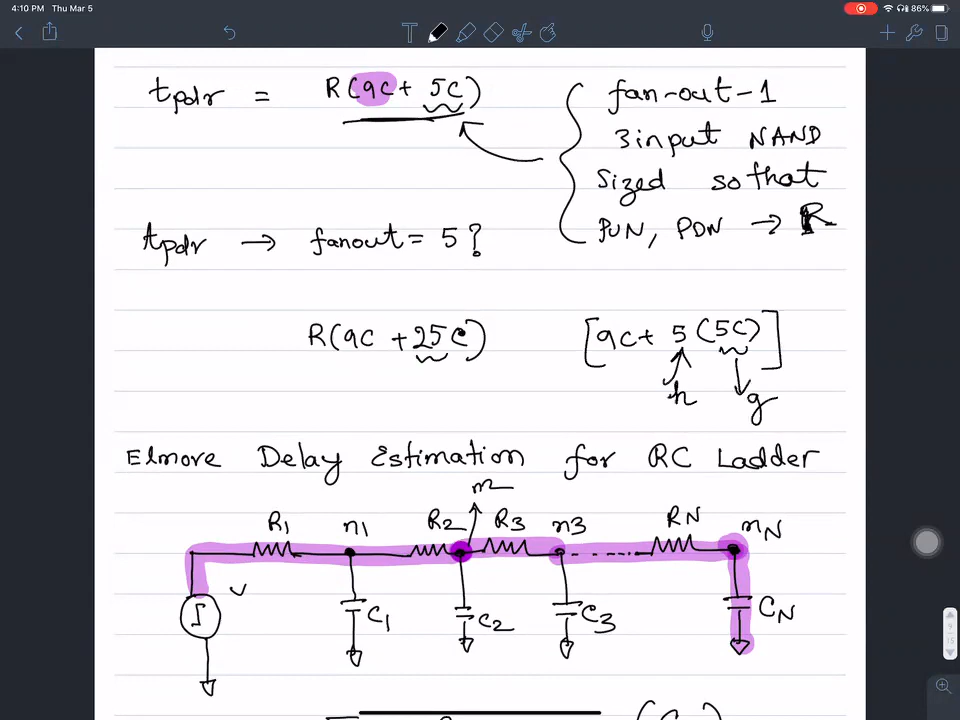 4:10 PM Thu Mar 5
86%
tpdr = R(9C + 5C)
fan-out-1
3input NAND
Sized so that
PUN, PDN → R
tpdr → fanout = 5?
R(9C + 25C) [9C + 5(5C)]
h g
Elmore Delay Estimation for RC Ladder
R1 n1 R2 n2 R3 n3 RN nN
V
C1 C2 C3 CN